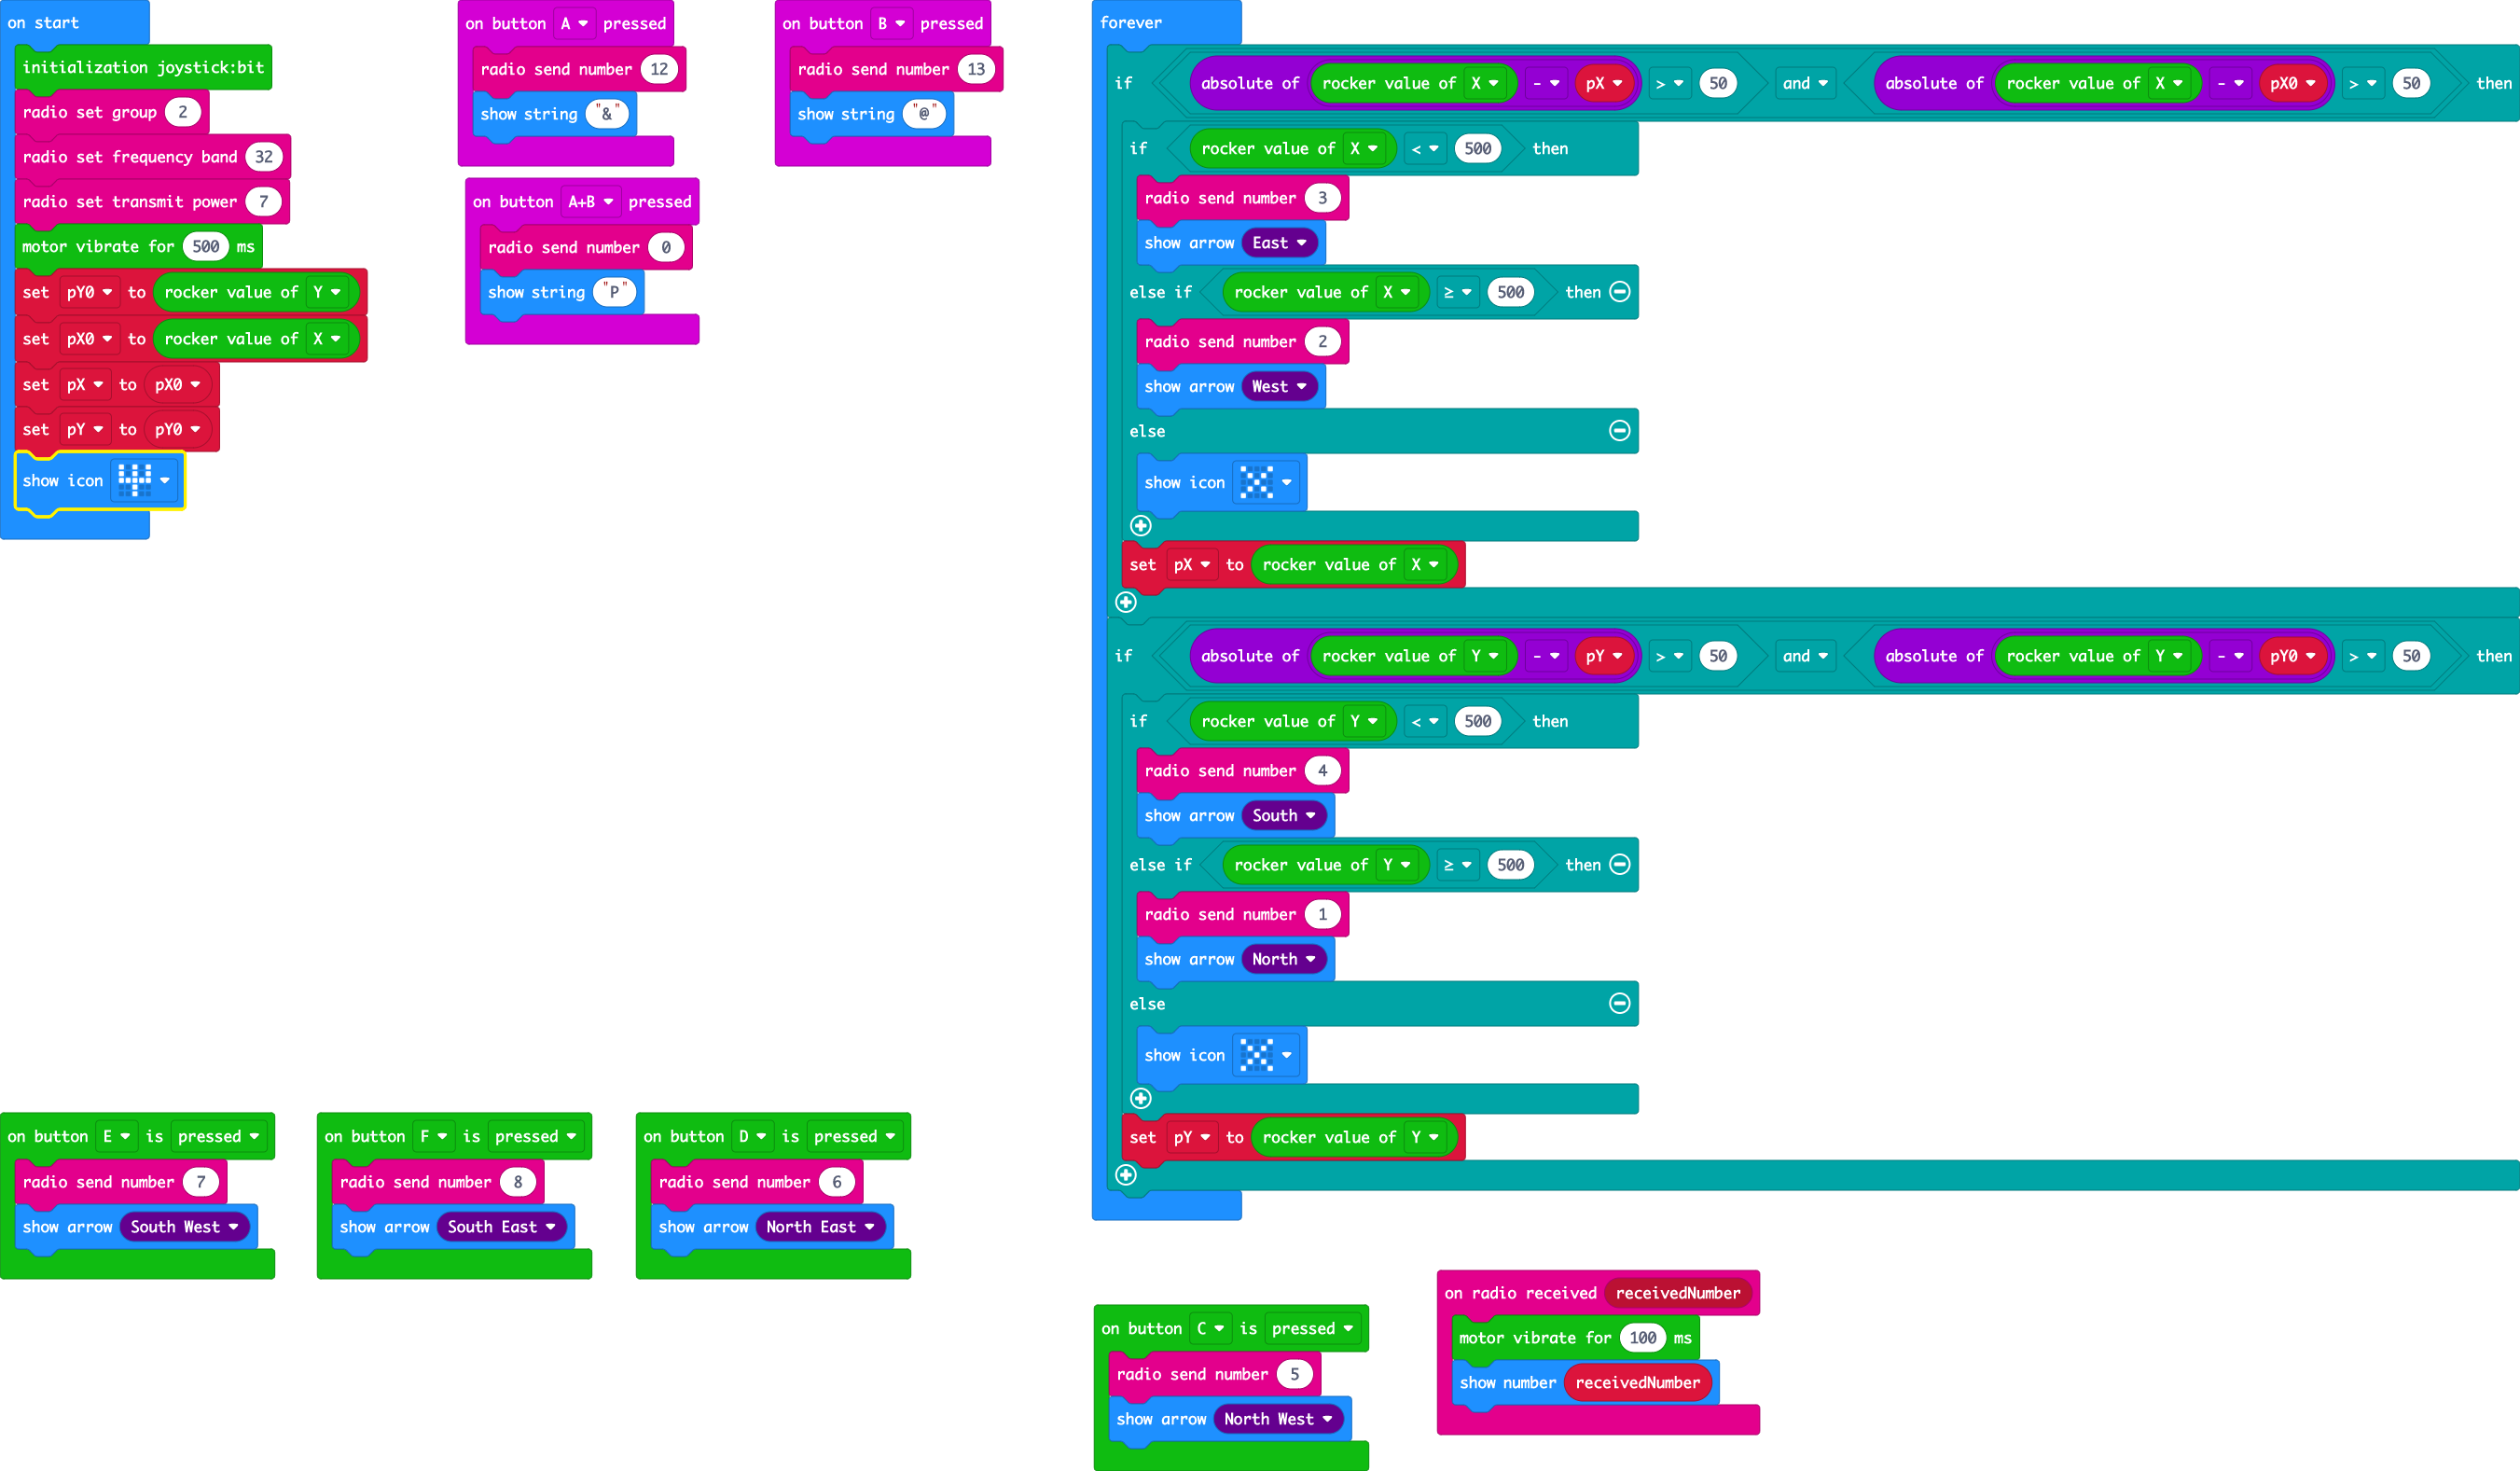 on start
initialization joystick:bit
radio set group 2
radio set frequency band 32
radio set transmit power 7
motor vibrate for 500 ms
set pY0 to rocker value of Y
set pX0 to rocker value of X
set pX to pX0
set pY to pY0
show icon
on button A pressed
radio send number 12
show string "&"
on button B pressed
radio send number 13
show string "@"
on button A+B pressed
radio send number 0
show string "P"
forever
if absolute of rocker value of X - pX > 50 and absolute of rocker value of X - pX0 > 50 then
if rocker value of X < 500 then
radio send number 3
show arrow East
else if rocker value of X ≥ 500 then
radio send number 2
show arrow West
else
show icon
set pX to rocker value of X
if absolute of rocker value of Y - pY > 50 and absolute of rocker value of Y - pY0 > 50 then
if rocker value of Y < 500 then
radio send number 4
show arrow South
else if rocker value of Y ≥ 500 then
radio send number 1
show arrow North
else
show icon
set pY to rocker value of Y
on button E is pressed
radio send number 7
show arrow South West
on button F is pressed
radio send number 8
show arrow South East
on button D is pressed
radio send number 6
show arrow North East
on button C is pressed
radio send number 5
show arrow North West
on radio received receivedNumber
motor vibrate for 100 ms
show number receivedNumber